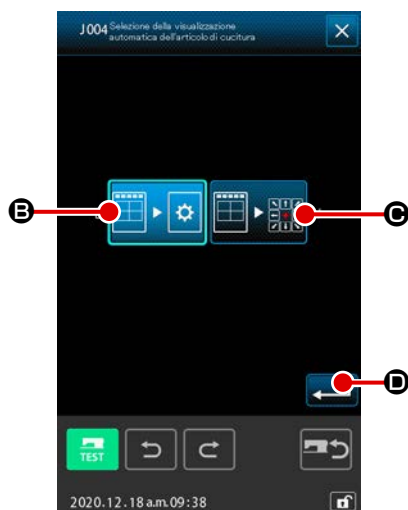 J004 Selezione della visualizzazione
automatica dell'articolo di cucitura
B
C
D
TEST
2020.12.18 a.m. 09:38